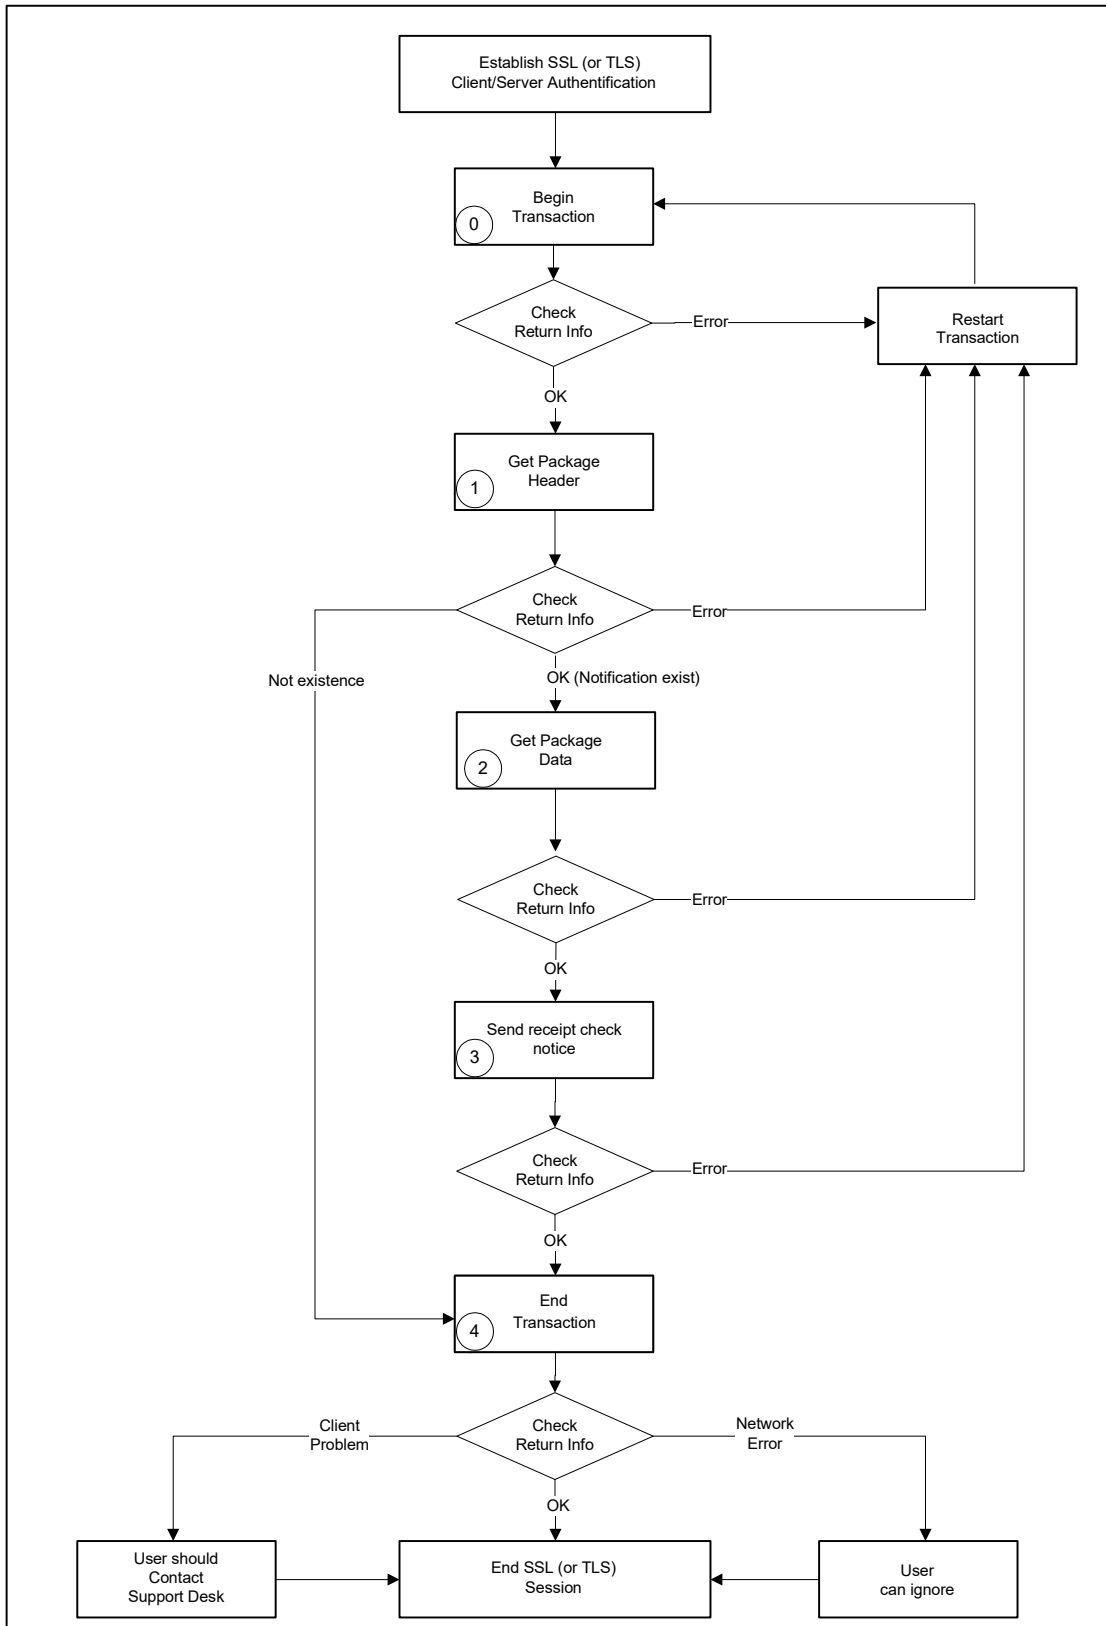 Establish SSL (or TLS)
Client/Server Authentification
Begin
Transaction
0
Check
Return Info
Error
Restart
Transaction
OK
Get Package
Header
1
Check
Return Info
Error
Not existence
OK (Notification exist)
Get Package
Data
2
Check
Return Info
Error
OK
Send receipt check
notice
3
Check
Return Info
Error
OK
End
Transaction
4
Client
Problem
Check
Return Info
Network
Error
OK
User should
Contact
Support Desk
End SSL (or TLS)
Session
User
can ignore